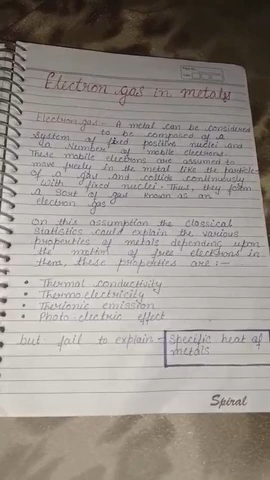 Electron gas in metals
Electron gas - A metal can be considered
to be composed of a
system of fixed positive nuclei and
a number of mobile electrons.
These mobile electrons are assumed to
move freely in the metal like the particles
of a gas and collide continuously
with fixed nuclei. Thus, they form
a sort of gas known as an
electron gas
On this assumption the classical
statistics could explain the various
properties of metals depending upon
the motion of free electrons in
them, these properties are :-
• Thermal conductivity
• Thermo electricity
• Therionic emission
• Photo electric effect
but fail to explain - Specific heat of
metals
Spiral